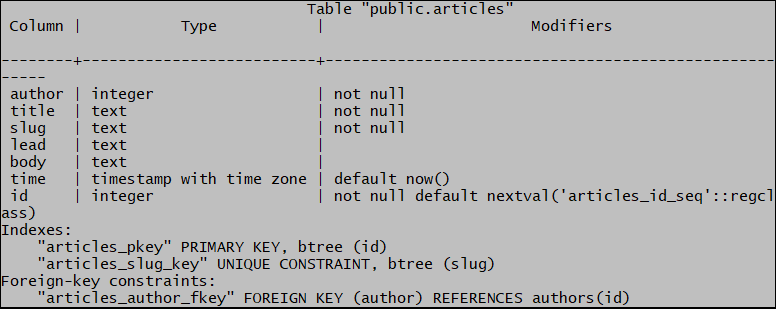 Table "public.articles"
 Column |           Type           |                      Modifiers
--------+--------------------------+--------------------------------------------------
-----
 author | integer                  | not null
 title  | text                     | not null
 slug   | text                     | not null
 lead   | text                     |
 body   | text                     |
 time   | timestamp with time zone | default now()
 id     | integer                  | not null default nextval('articles_id_seq'::regcl
ass)
Indexes:
    "articles_pkey" PRIMARY KEY, btree (id)
    "articles_slug_key" UNIQUE CONSTRAINT, btree (slug)
Foreign-key constraints:
    "articles_author_fkey" FOREIGN KEY (author) REFERENCES authors(id)